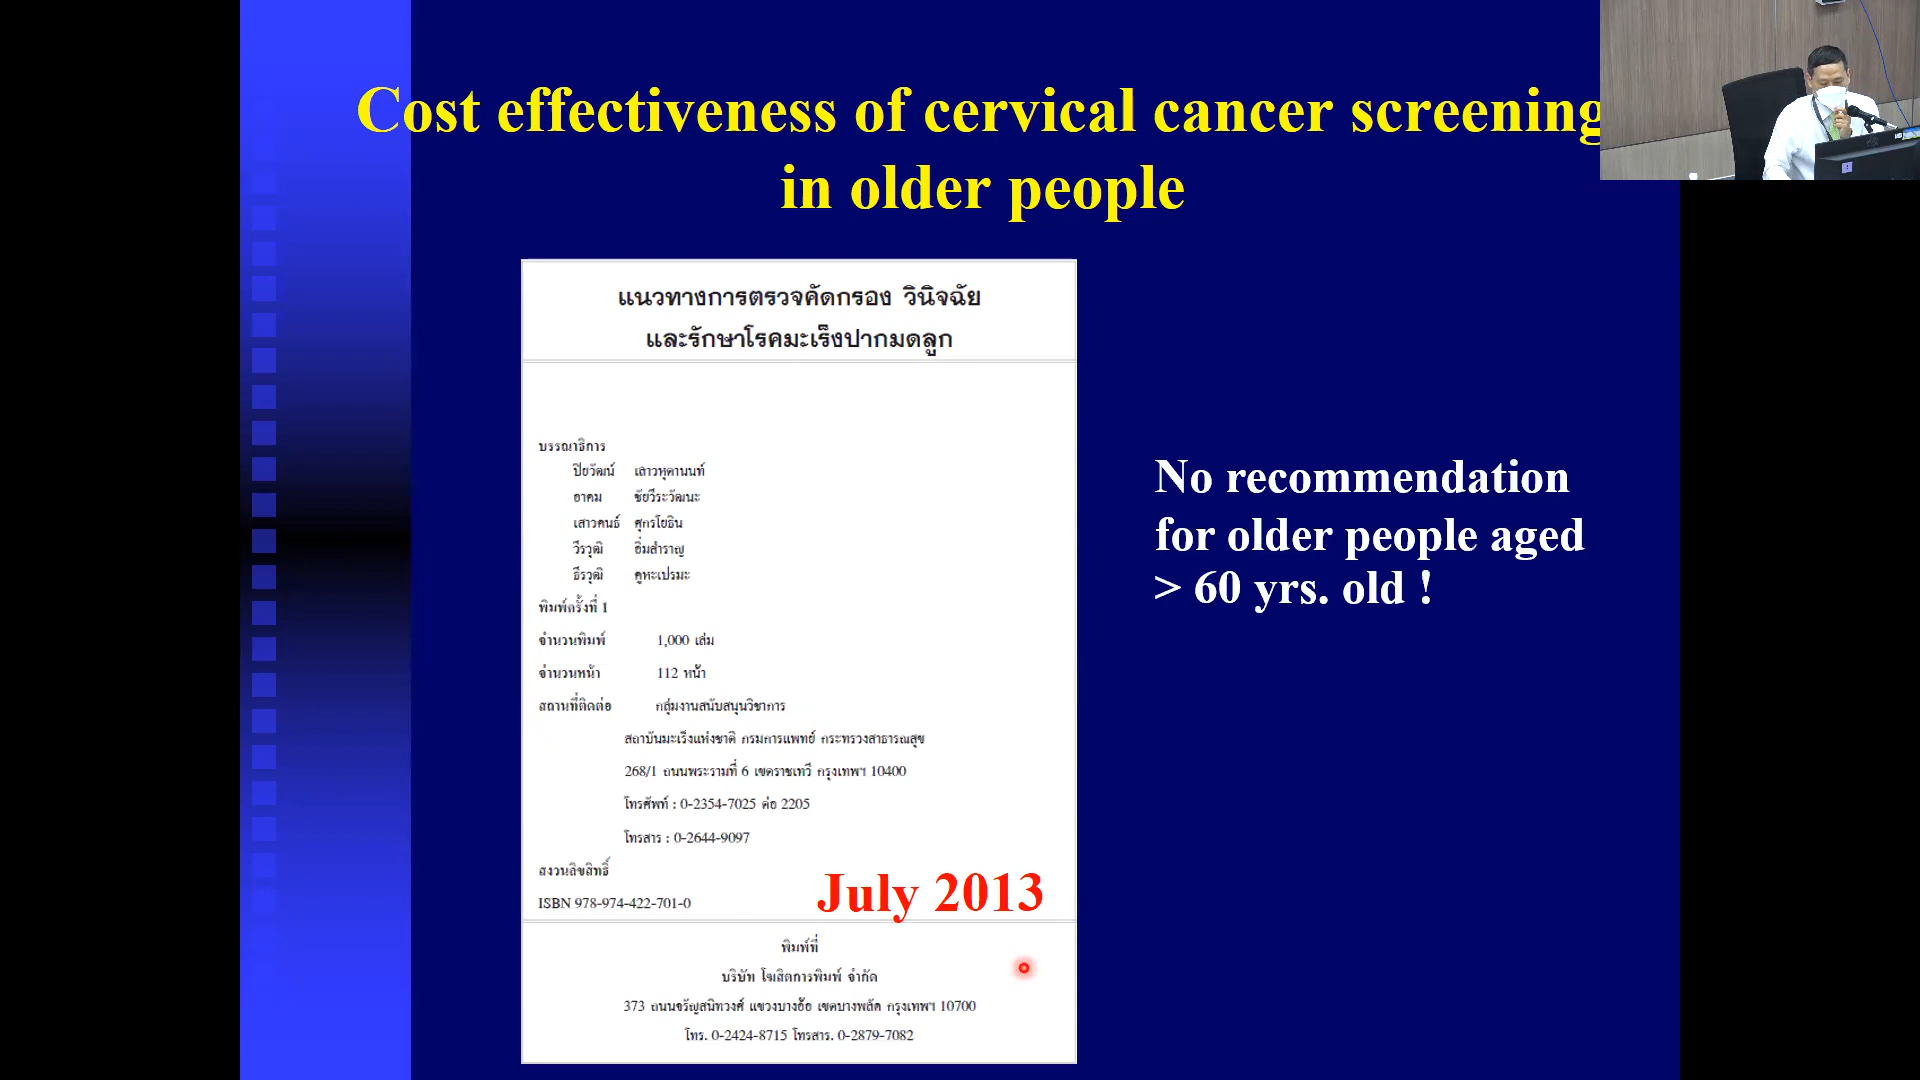 Cost effectiveness of cervical cancer screening
in older people
แนวทางการตรวจคัดกรอง วินิจฉัย
และรักษาโรคมะเร็งปากมดลูก
บรรณาธิการ
ปิยวัฒน์ เลาวหุตานนท์
อาคม ชัยวีระวัฒนะ
เสาวคนธ์ ศุกรโยธิน
วีรวุฒิ อิ่มสำราญ
ธีรวุฒิ คูหะเปรมะ
พิมพ์ครั้งที่ 1
จำนวนพิมพ์ 1,000 เล่ม
จำนวนหน้า 112 หน้า
สถานที่ติดต่อ กลุ่มงานสนับสนุนวิชาการ
สถาบันมะเร็งแห่งชาติ กรมการแพทย์ กระทรวงสาธารณสุข
268/1 ถนนพระรามที่ 6 เขตราชเทวี กรุงเทพฯ 10400
โทรศัพท์ : 0-2354-7025 ต่อ 2205
โทรสาร : 0-2644-9097
สงวนลิขสิทธิ์
ISBN 978-974-422-701-0
July 2013
พิมพ์ที่
บริษัท โฆสิตการพิมพ์ จำกัด
373 ถนนจรัญสนิทวงศ์ แขวงบางอ้อ เขตบางพลัด กรุงเทพฯ 10700
โทร. 0-2424-8715 โทรสาร. 0-2879-7082
No recommendation
for older people aged
> 60 yrs. old !